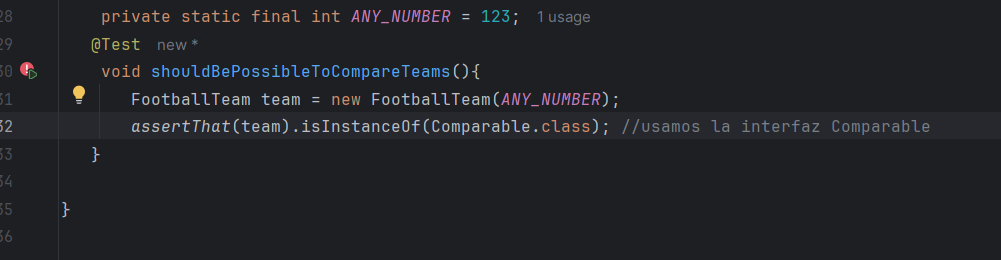 28 private static final int ANY_NUMBER = 123; 1 usage
29 @Test new *
30 void shouldBePossibleToCompareTeams(){
31 FootballTeam team = new FootballTeam(ANY_NUMBER);
32 assertThat(team).isInstanceOf(Comparable.class); //usamos la interfaz Comparable
33 }
34
35 }
36